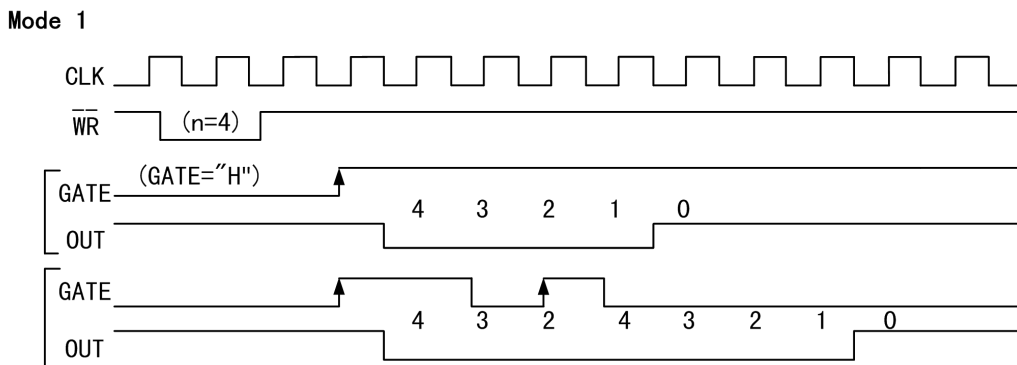 Mode 1
CLK
W̅R̅ (n=4)
(GATE="H")
GATE
4 3 2 1 0
OUT
GATE
4 3 2 4 3 2 1 0
OUT